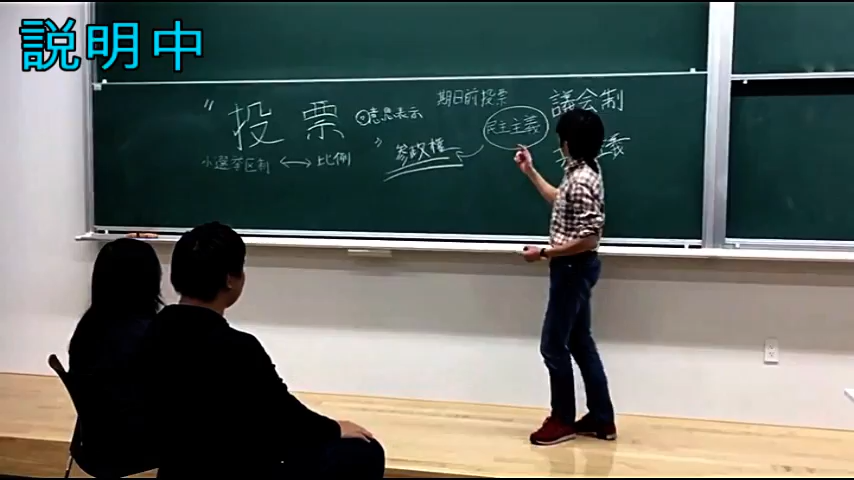 説明中
期日前投票
議会制
"投票
意思表示
民主主義
義
参政権
小選挙区制 ↔ 比例